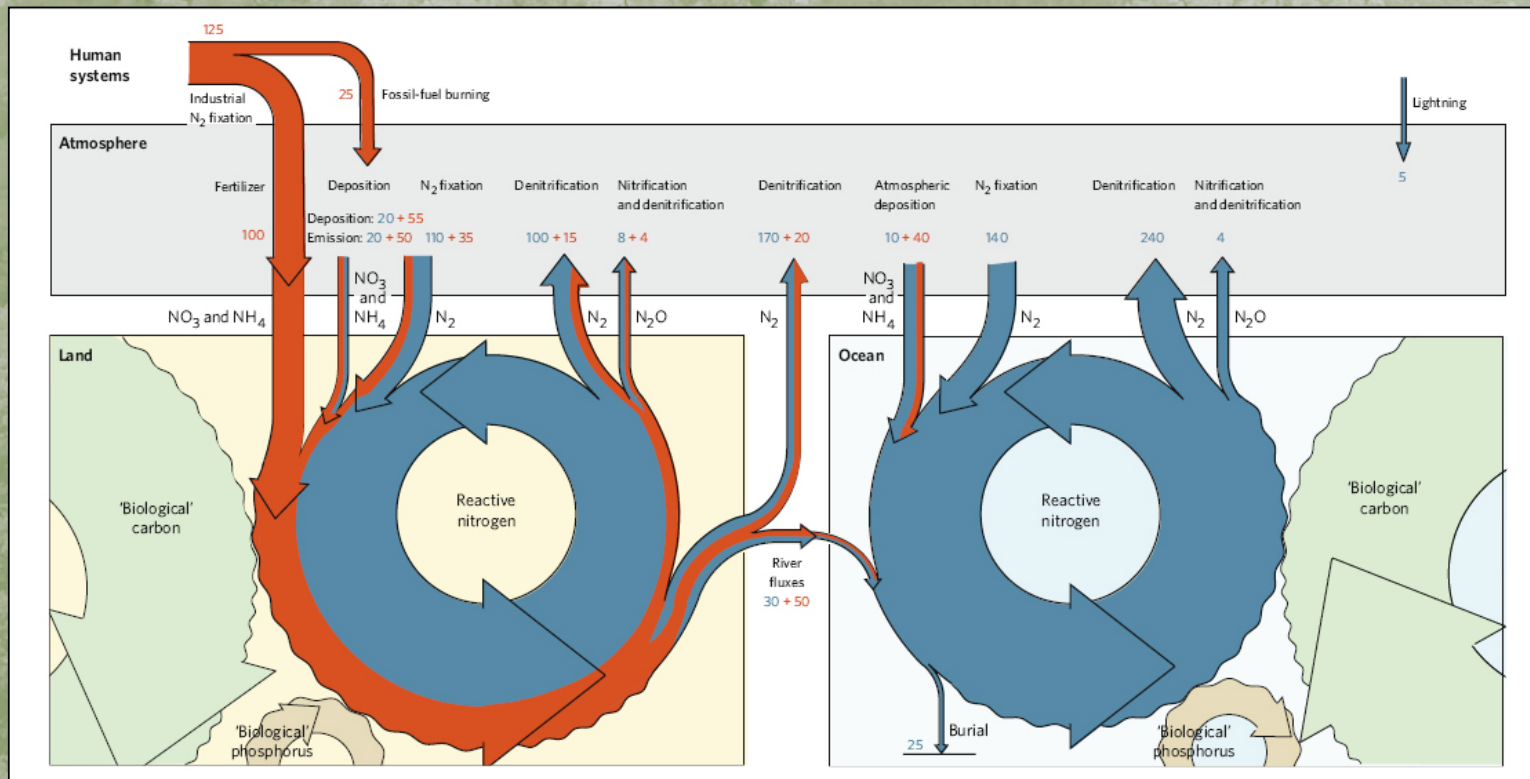 125
Human
systems
25
Fossil-fuel burning
Industrial
N₂ fixation
Lightning
Atmosphere
Fertilizer
Deposition
N₂ fixation
Denitrification
Nitrification
and denitrification
Denitrification
Atmospheric
deposition
N₂ fixation
Denitrification
Nitrification
and denitrification
5
Deposition: 20 + 55
100
Emission: 20 + 50
110 + 35
100 + 15
8 + 4
170 + 20
10 + 40
140
240
4
NO₃ and NH₄
NO₃
and
NH₄
N₂
N₂
N₂O
N₂
NO₃
and
NH₄
N₂
N₂
N₂O
Land
Ocean
'Biological'
carbon
Reactive
nitrogen
River
fluxes
30 + 50
Reactive
nitrogen
'Biological'
carbon
'Biological'
phosphorus
25
Burial
'Biological'
phosphorus